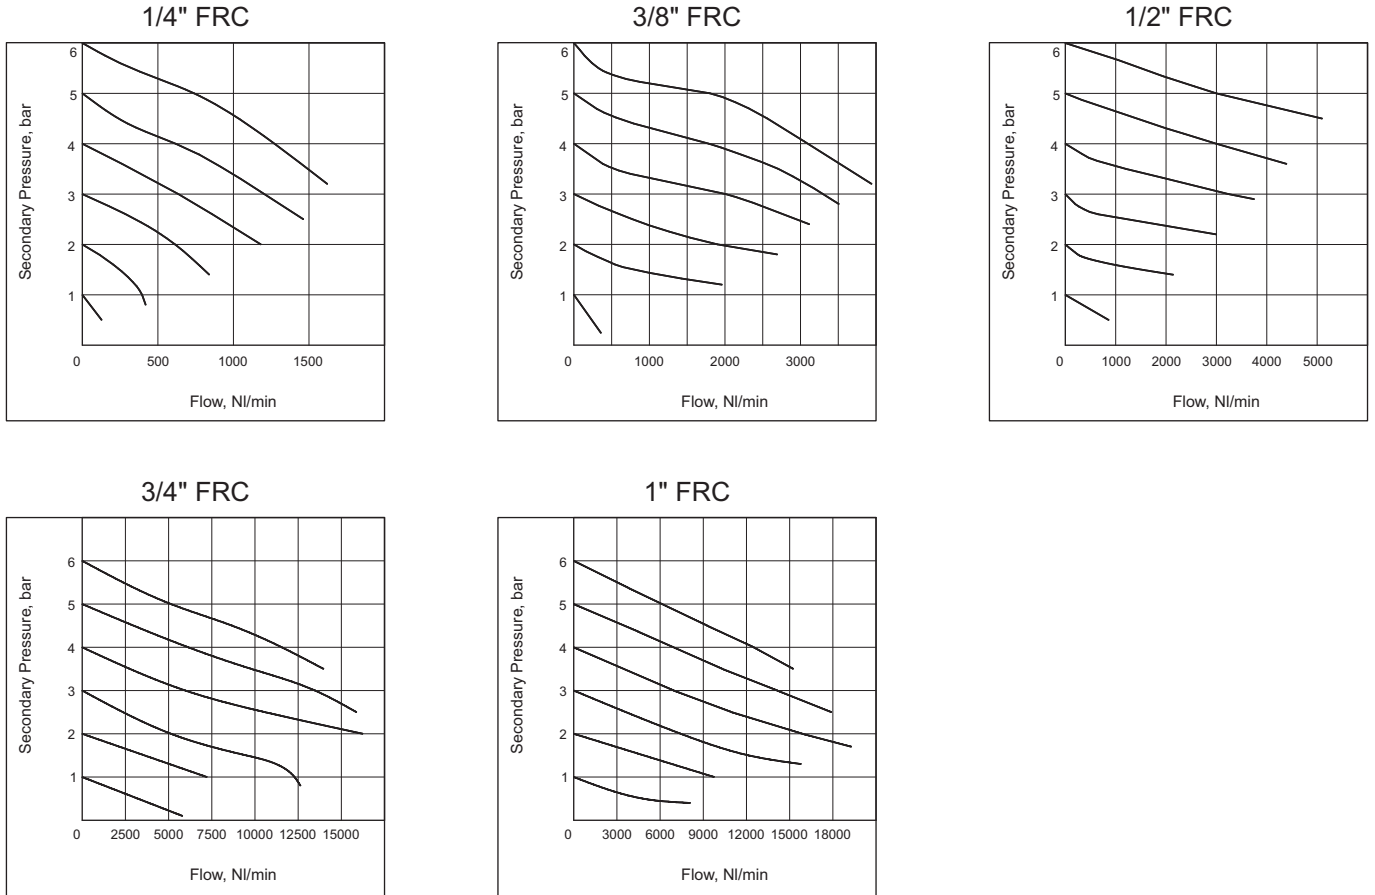 1/4" FRC
Secondary Pressure, bar
6
5
4
3
2
1
0 500 1000 1500
Flow, Nl/min
3/8" FRC
6
5
4
3
2
1
0 1000 2000 3000
Flow, Nl/min
Secondary Pressure, bar
1/2" FRC
6
5
4
3
2
1
0 1000 2000 3000 4000 5000
Flow, Nl/min
Secondary Pressure, bar
3/4" FRC
6
5
4
3
2
1
0 2500 5000 7500 10000 12500 15000
Flow, Nl/min
Secondary Pressure, bar
1" FRC
6
5
4
3
2
1
0 3000 6000 9000 12000 15000 18000
Flow, Nl/min
Secondary Pressure, bar